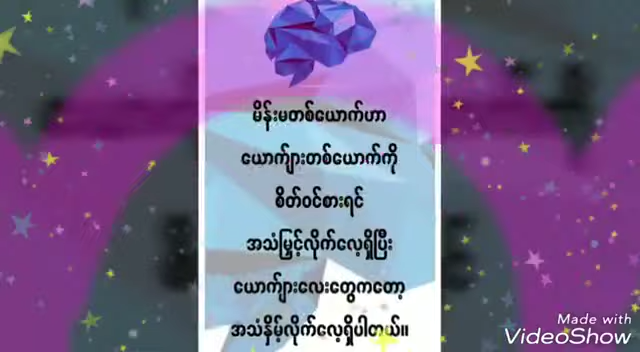 မိန်းမတစ်ယောက်ဟာ
ယောက်ျားတစ်ယောက်ကို
စိတ်ဝင်စားရင်
အသံမြှင့်လိုက်လေ့ရှိပြီး
ယောက်ျားလေးတွေကတော့
အသံနှိမ့်လိုက်လေ့ရှိပါတယ်။
Made with
VideoShow